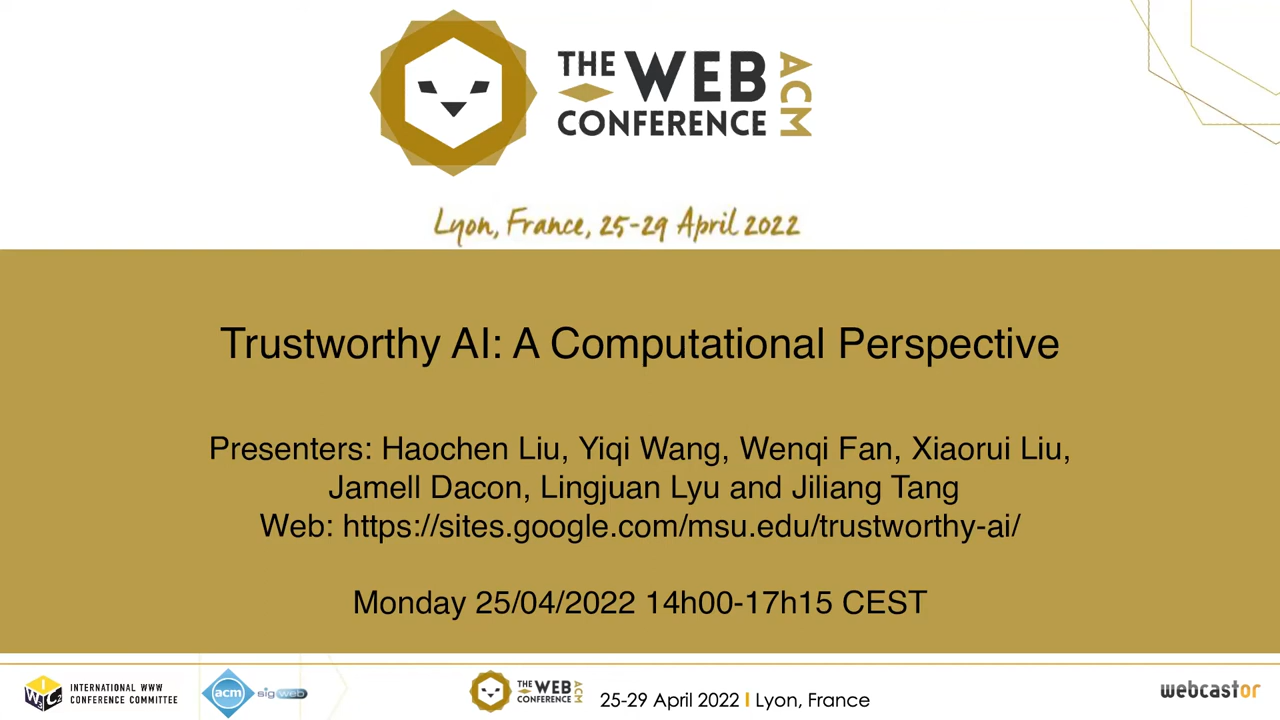 THE WEB CONFERENCE ACM
Lyon, France, 25-29 April 2022
Trustworthy AI: A Computational Perspective
Presenters: Haochen Liu, Yiqi Wang, Wenqi Fan, Xiaorui Liu,
Jamell Dacon, Lingjuan Lyu and Jiliang Tang
Web: https://sites.google.com/msu.edu/trustworthy-ai/
Monday 25/04/2022 14h00-17h15 CEST
INTERNATIONAL WWW
CONFERENCE COMMITTEE
acm sigweb
THE WEB CONFERENCE ACM
25-29 April 2022 I Lyon, France
webcastor